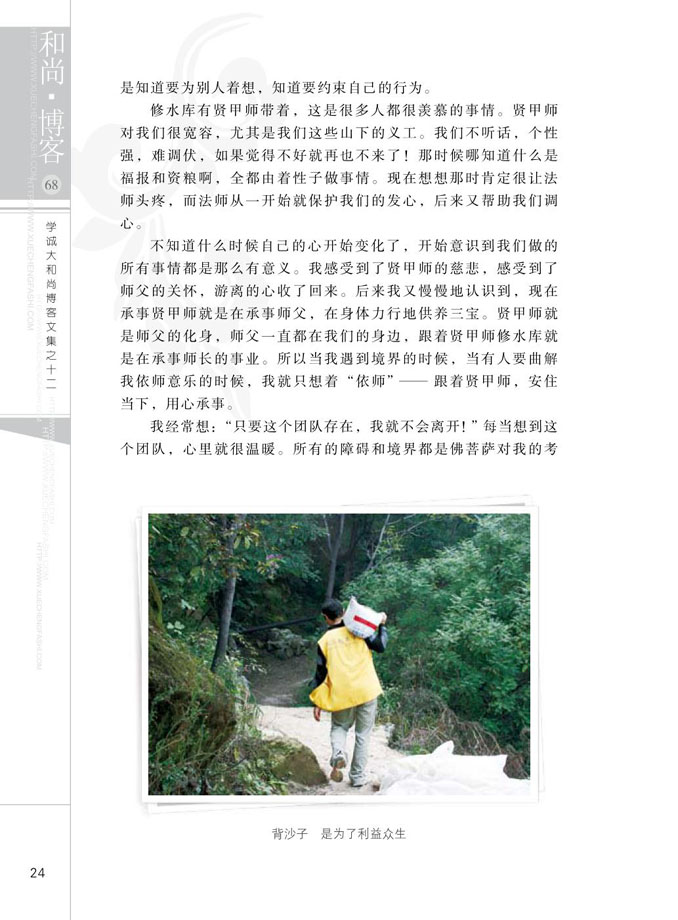 和尚·博客
68
学诚大和尚博客文集之十二
是知道要为别人着想，知道要约束自己的行为。
修水库有贤甲师带着，这是很多人都很羡慕的事情。贤甲师
对我们很宽容，尤其是我们这些山下的义工。我们不听话，个性
强，难调伏，如果觉得不好就再也不来了！那时候哪知道什么是
福报和资粮啊，全都由着性子做事情。现在想想那时肯定很让法
师头疼，而法师从一开始就保护我们的发心，后来又帮助我们调
心。
不知道什么时候自己的心开始变化了，开始意识到我们做的
所有事情都是那么有意义。我感受到了贤甲师的慈悲，感受到了
师父的关怀，游离的心收了回来。后来我又慢慢地认识到，现在
承事贤甲师就是在承事师父，在身体力行地供养三宝。贤甲师就
是师父的化身，师父一直都在我们的身边，跟着贤甲师修水库就
是在承事师长的事业。所以当我遇到境界的时候，当有人要曲解
我依师意乐的时候，我就只想着“依师”—— 跟着贤甲师，安住
当下，用心承事。
我经常想：“只要这个团队存在，我就不会离开！”每当想到这
个团队，心里就很温暖。所有的障碍和境界都是佛菩萨对我的考
背沙子　是为了利益众生
24